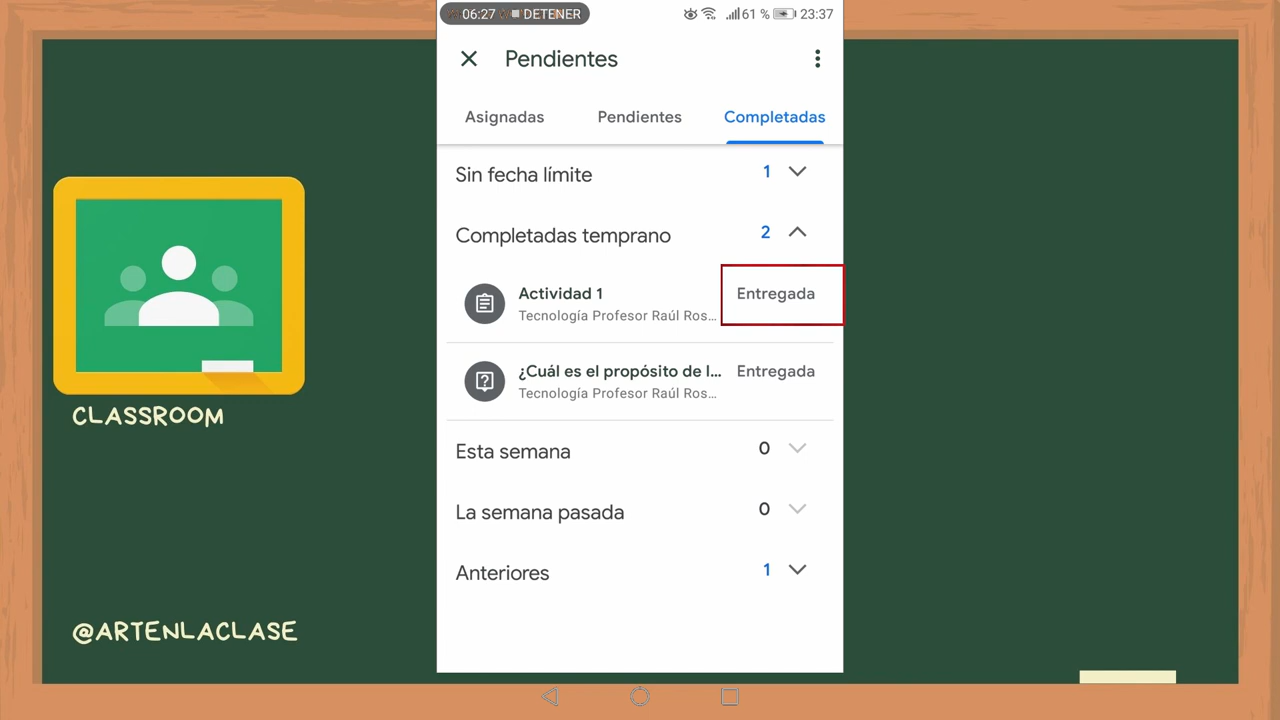 06:27 DETENER 61 % 23:37
Pendientes
Asignadas Pendientes Completadas
Sin fecha límite 1
Completadas temprano 2
Actividad 1 Entregada
Tecnología Profesor Raúl Ros...
¿Cuál es el propósito de l... Entregada
Tecnología Profesor Raúl Ros...
Esta semana 0
La semana pasada 0
Anteriores 1
CLASSROOM
@ARTENLACLASE